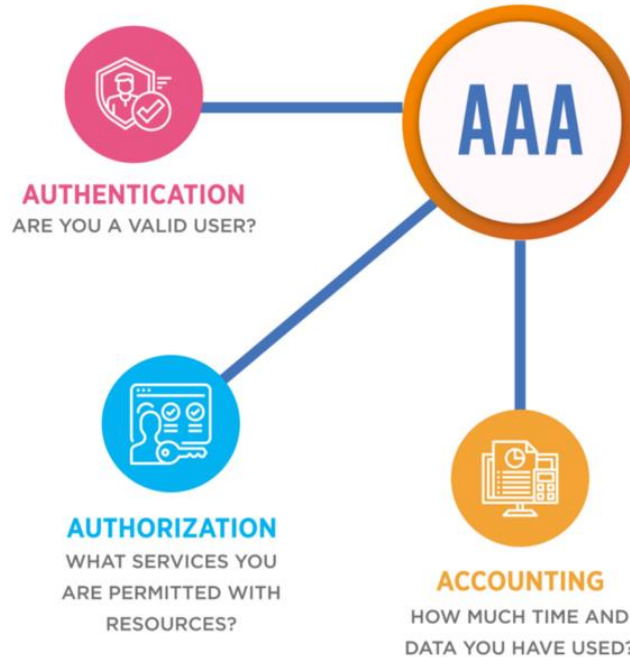 AAA
AUTHENTICATION
ARE YOU A VALID USER?
AUTHORIZATION
WHAT SERVICES YOU
ARE PERMITTED WITH
RESOURCES?
ACCOUNTING
HOW MUCH TIME AND
DATA YOU HAVE USED?